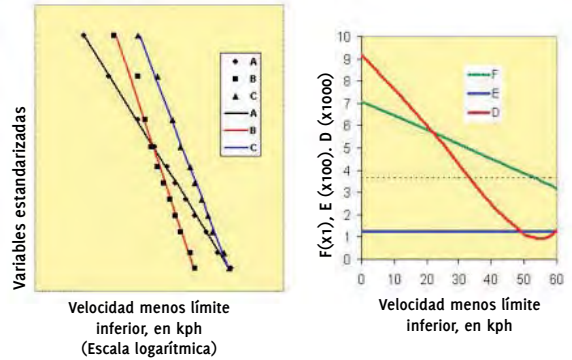 Variables estandarizadas
A
B
C
A
B
C
Velocidad menos límite
inferior, en kph
(Escala logarítmica)
F(x1), E (x100). D (x1000)
10
9
8
7
6
5
4
3
2
1
0
F
E
D
0 10 20 30 40 50 60
Velocidad menos límite
inferior, en kph